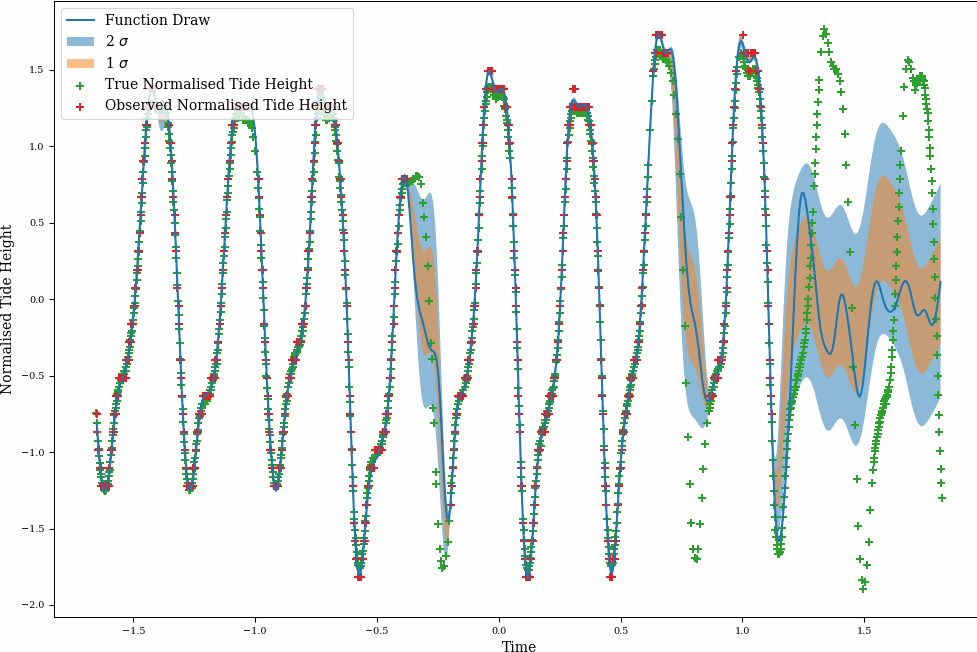 Function Draw
2 σ
1 σ
True Normalised Tide Height
Observed Normalised Tide Height
Normalised Tide Height
1.5
1.0
0.5
0.0
−0.5
−1.0
−1.5
−2.0
−1.5 −1.0 −0.5 0.0 0.5 1.0 1.5
Time